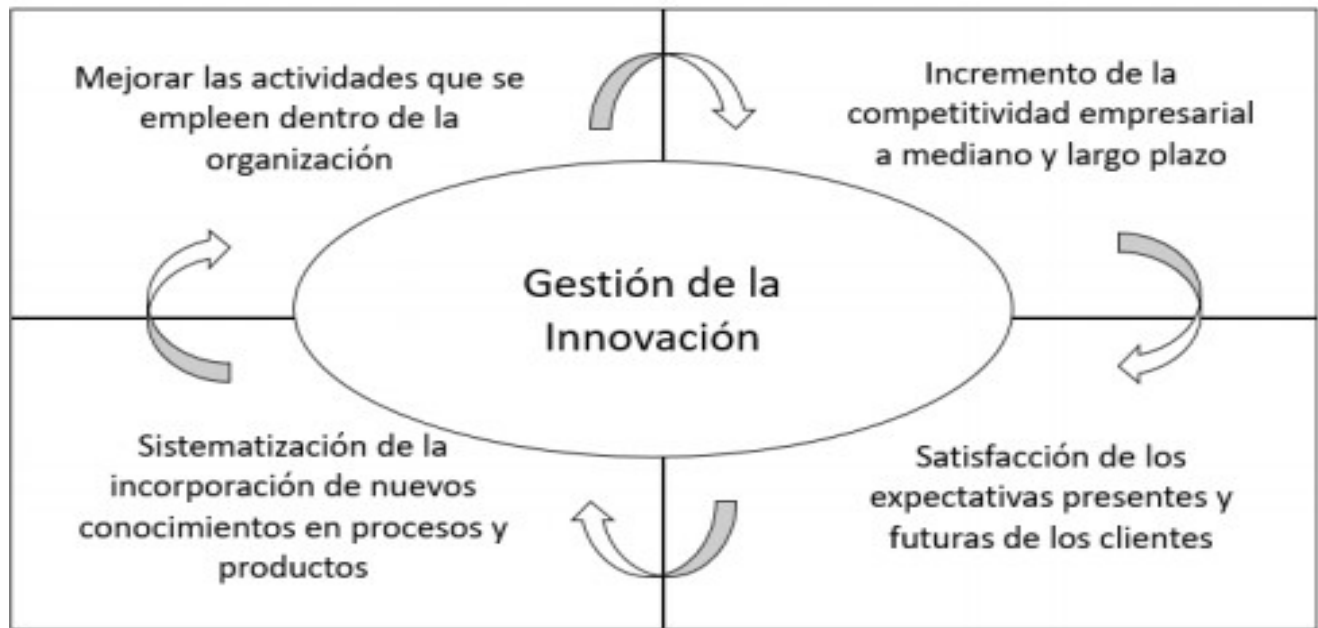 Mejorar las actividades que se
empleen dentro de la
organización
Incremento de la
competitividad empresarial
a mediano y largo plazo
Gestión de la
Innovación
Sistematización de la
incorporación de nuevos
conocimientos en procesos y
productos
Satisfacción de los
expectativas presentes y
futuras de los clientes